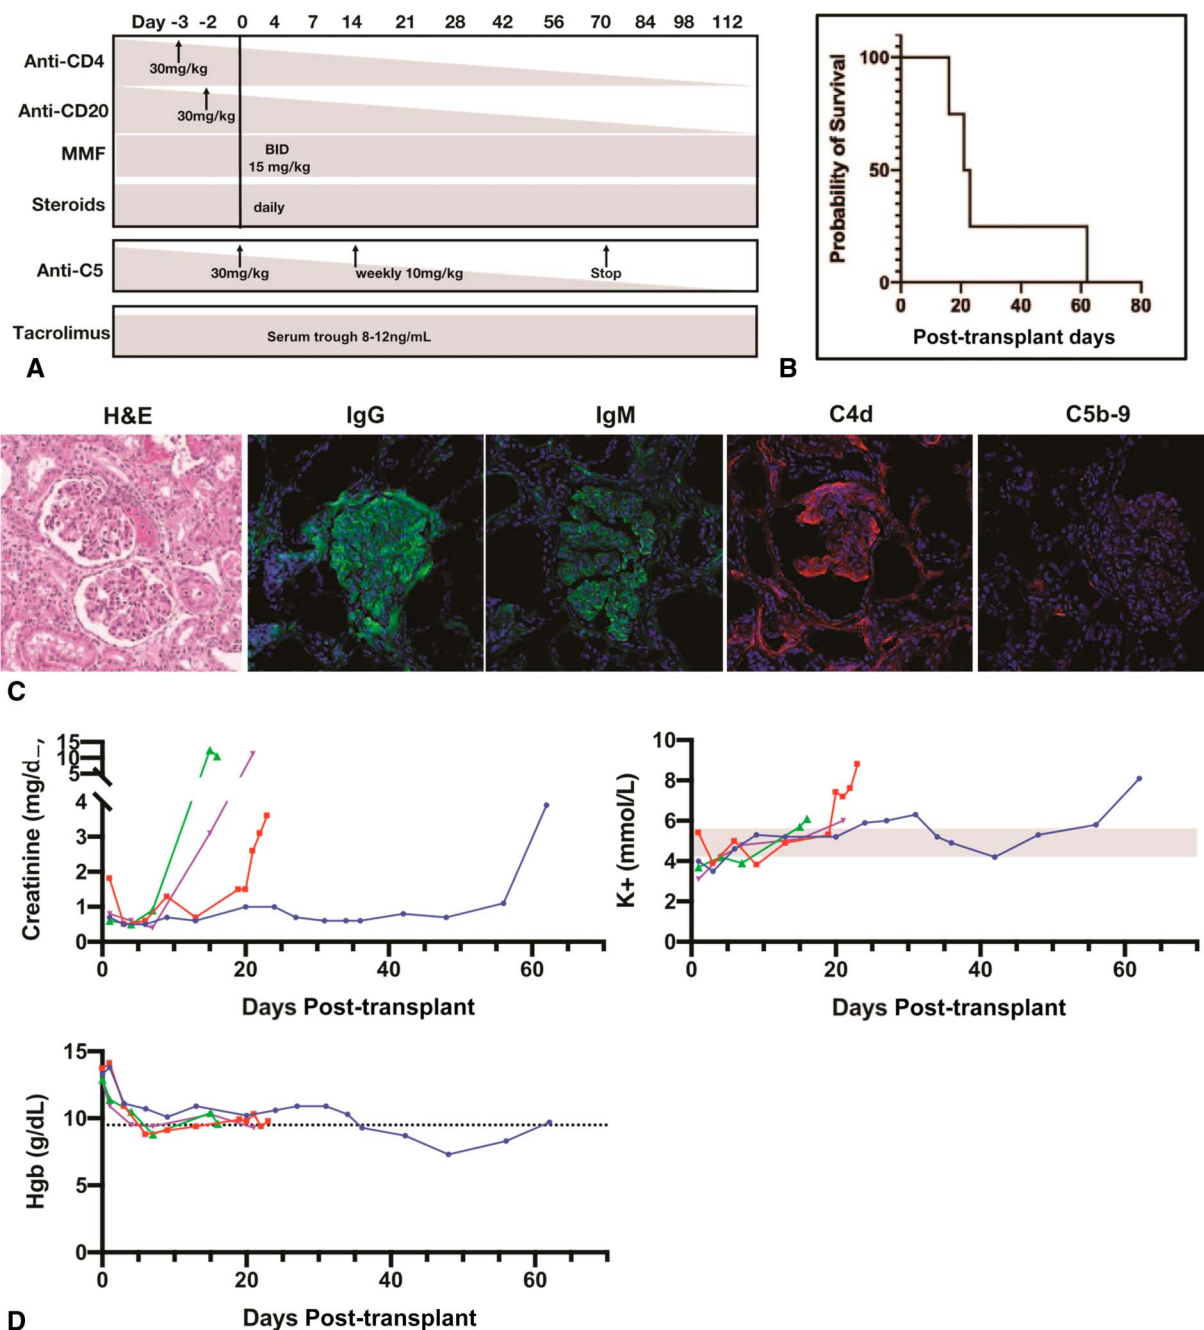 Day -3 -2 0 4 7 14 21 28 42 56 70 84 98 112
Anti-CD4
30mg/kg
Anti-CD20
30mg/kg
MMF
BID
15 mg/kg
Steroids
daily
Anti-C5
30mg/kg
weekly 10mg/kg
Stop
Tacrolimus
Serum trough 8-12ng/mL
A
Probability of Survival
100
50
0
0 20 40 60 80
Post-transplant days
B
H&E
IgG
IgM
C4d
C5b-9
C
Creatinine (mg/d
15
10
5
4
3
2
1
0
0 20 40 60
Days Post-transplant
K+ (mmol/L)
10
8
6
4
2
0
0 20 40 60
Days Post-transplant
Hgb (g/dL)
15
10
5
0
0 20 40 60
Days Post-transplant
D